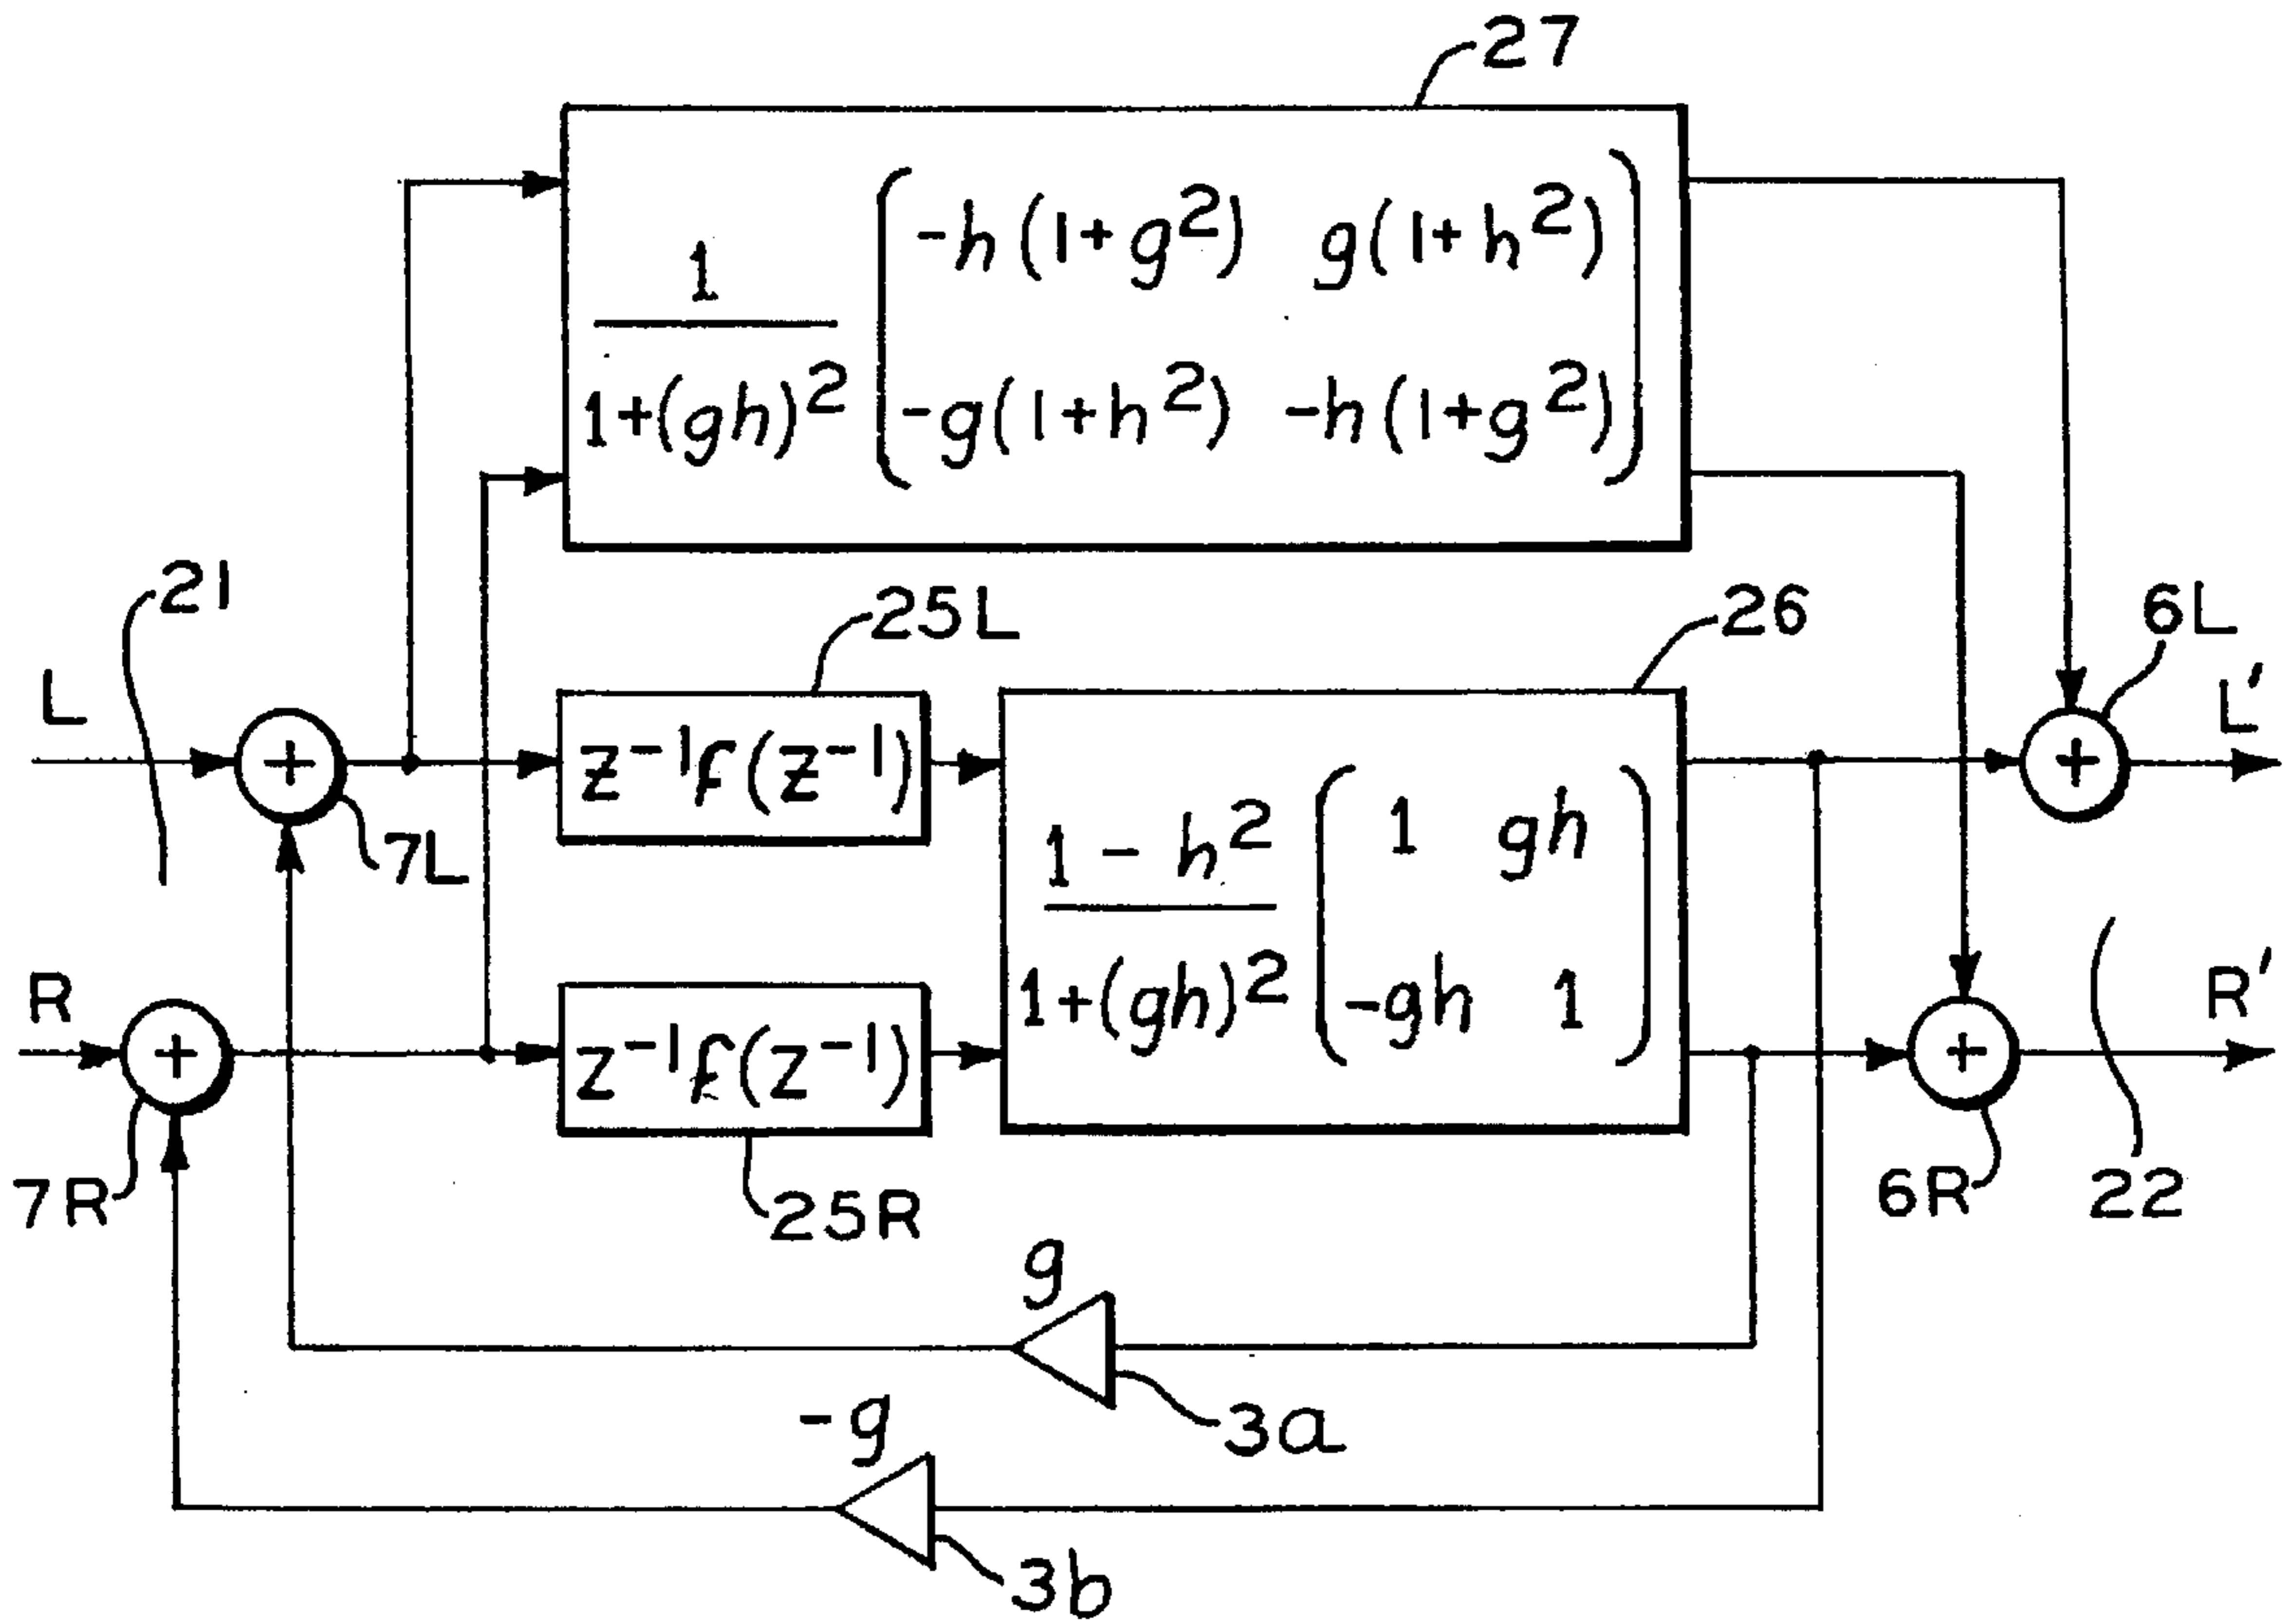 27
1 / 1+(gh)² ( -h(1+g²) g(1+h²)
-g(1+h²) -h(1+g²) )
21
25L
26
6L
L
L′
z⁻¹f(z⁻¹)
7L
1 - h² / 1+(gh)² ( 1 gh
-gh 1 )
R
R′
z⁻¹f(z⁻¹)
7R
25R
6R
22
g
3a
-g
3b